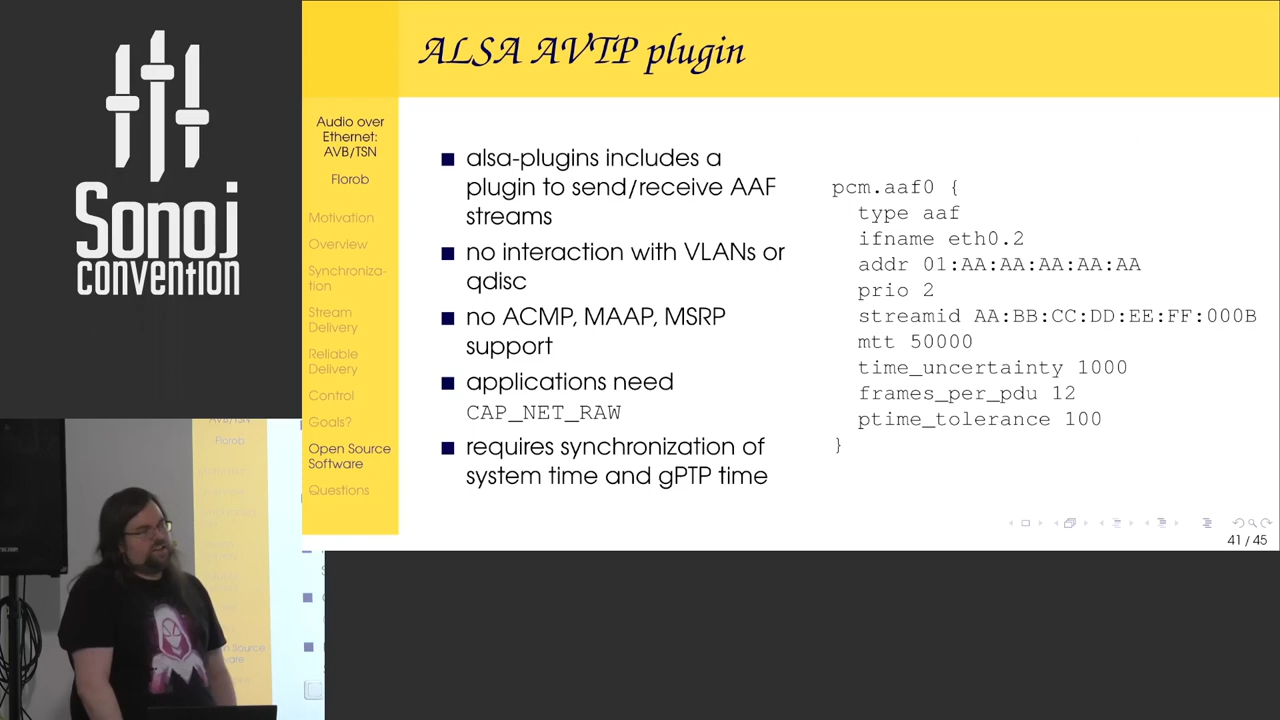 Sonoj
convention
ALSA AVTP plugin
Audio over
Ethernet:
AVB/TSN
Florob
Motivation
Overview
Synchroniza-
tion
Stream
Delivery
Reliable
Delivery
Control
Goals?
Open Source
Software
Questions
alsa-plugins includes a
plugin to send/receive AAF
streams
no interaction with VLANs or
qdisc
no ACMP, MAAP, MSRP
support
applications need
CAP_NET_RAW
requires synchronization of
system time and gPTP time
pcm.aaf0 {
type aaf
ifname eth0.2
addr 01:AA:AA:AA:AA:AA
prio 2
streamid AA:BB:CC:DD:EE:FF:000B
mtt 50000
time_uncertainty 1000
frames_per_pdu 12
ptime_tolerance 100
}
41 / 45
AVB/TSN
Florob